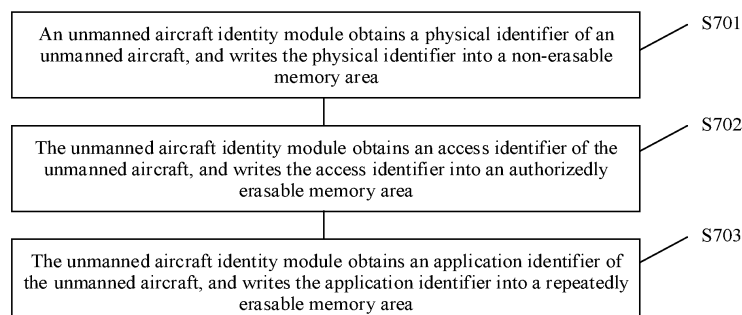 An unmanned aircraft identity module obtains a physical identifier of an
unmanned aircraft, and writes the physical identifier into a non-erasable
memory area
S701
The unmanned aircraft identity module obtains an access identifier of the
unmanned aircraft, and writes the access identifier into an authorizedly
erasable memory area
S702
The unmanned aircraft identity module obtains an application identifier of
the unmanned aircraft, and writes the application identifier into a repeatedly
erasable memory area
S703